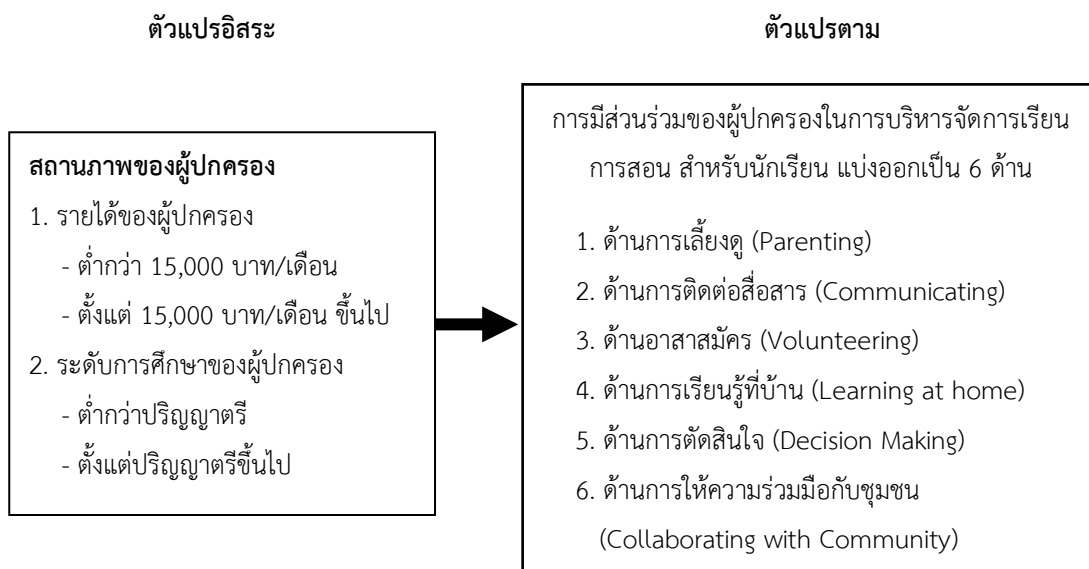 ตัวแปรอิสระ
ตัวแปรตาม
สถานภาพของผู้ปกครอง
1. รายได้ของผู้ปกครอง
- ต่ำกว่า 15,000 บาท/เดือน
- ตั้งแต่ 15,000 บาท/เดือน ขึ้นไป
2. ระดับการศึกษาของผู้ปกครอง
- ต่ำกว่าปริญญาตรี
- ตั้งแต่ปริญญาตรีขึ้นไป
การมีส่วนร่วมของผู้ปกครองในการบริหารจัดการเรียน
การสอน สำหรับนักเรียน แบ่งออกเป็น 6 ด้าน
1. ด้านการเลี้ยงดู (Parenting)
2. ด้านการติดต่อสื่อสาร (Communicating)
3. ด้านอาสาสมัคร (Volunteering)
4. ด้านการเรียนรู้ที่บ้าน (Learning at home)
5. ด้านการตัดสินใจ (Decision Making)
6. ด้านการให้ความร่วมมือกับชุมชน
(Collaborating with Community)